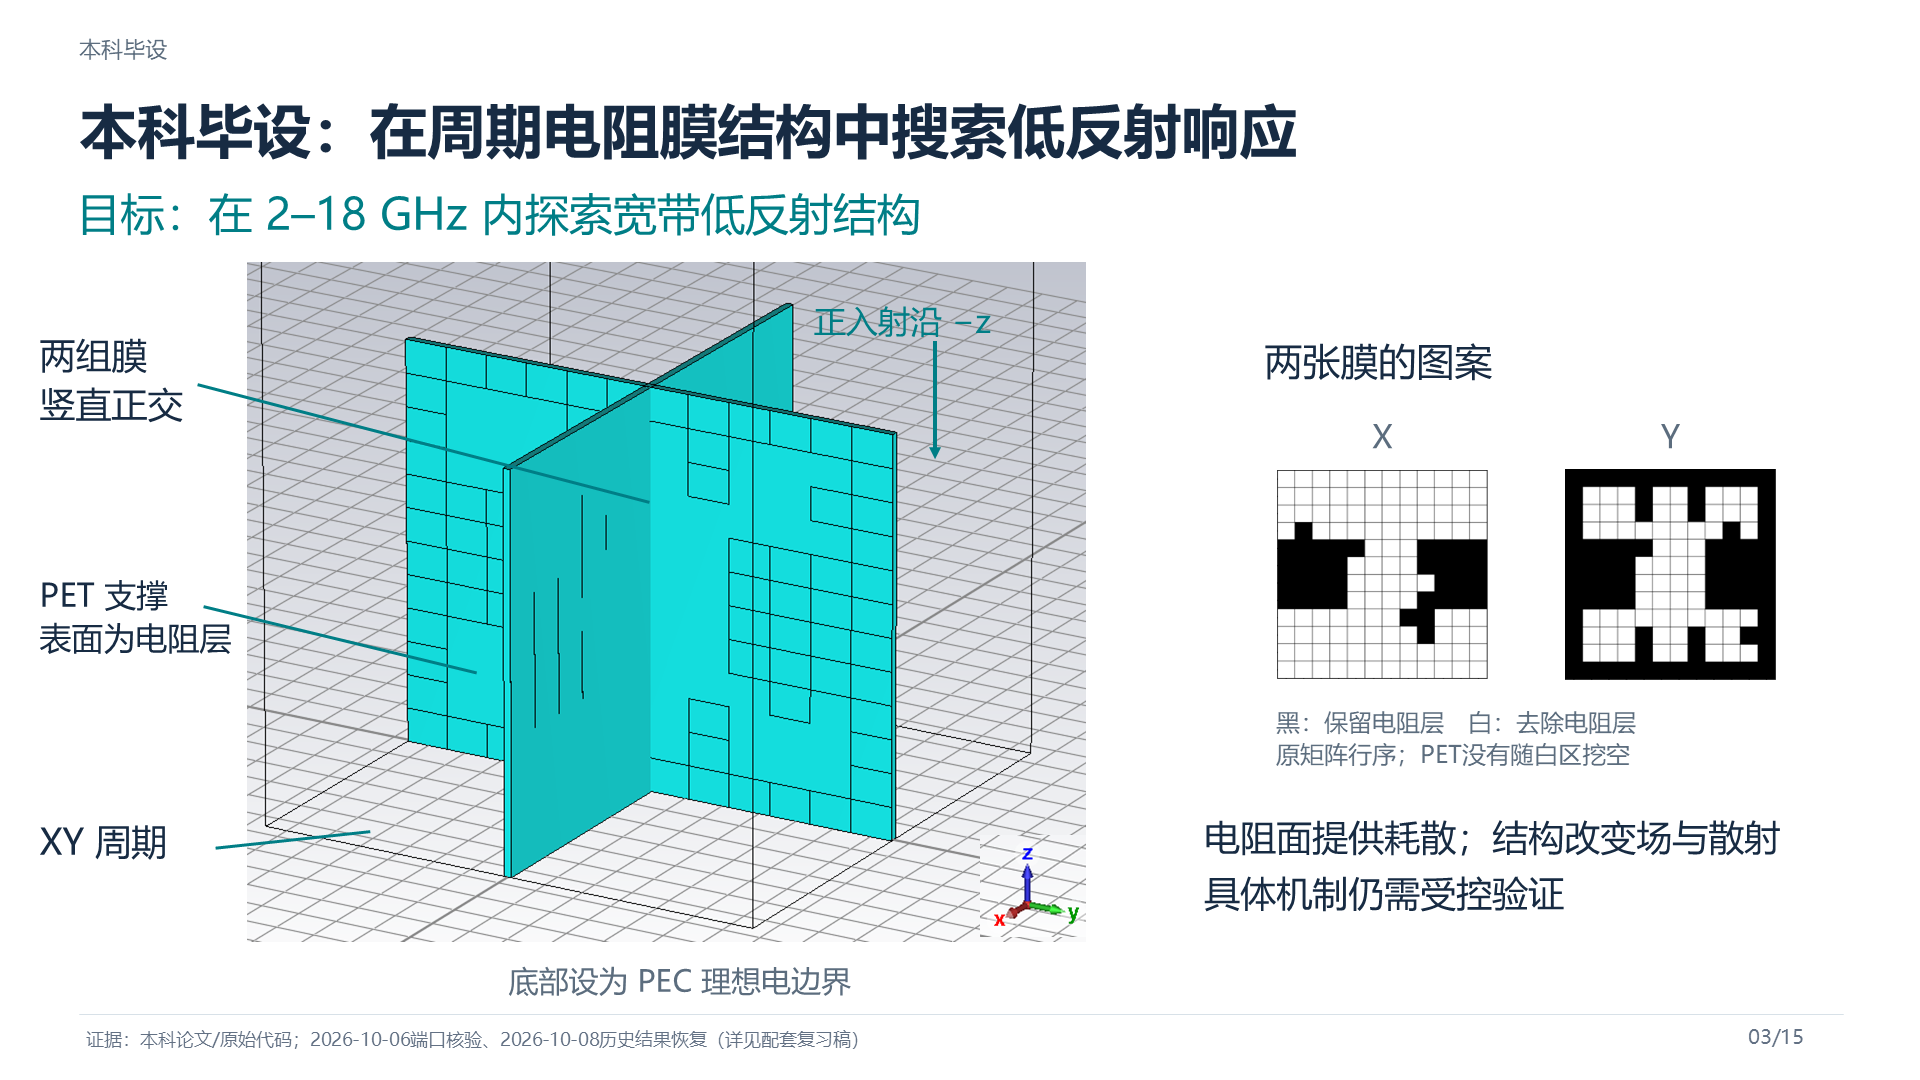 本科毕设
本科毕设：在周期电阻膜结构中搜索低反射响应
目标：在 2–18 GHz 内探索宽带低反射结构
两组膜
竖直正交
PET 支撑
表面为电阻层
XY 周期
正入射沿 −z
z
x
y
底部设为 PEC 理想电边界
两张膜的图案
X
Y
黑：保留电阻层 白：去除电阻层
原矩阵行序；PET没有随白区挖空
电阻面提供耗散；结构改变场与散射
具体机制仍需受控验证
证据：本科论文/原始代码；2026-10-06端口核验、2026-10-08历史结果恢复（详见配套复习稿）
03/15